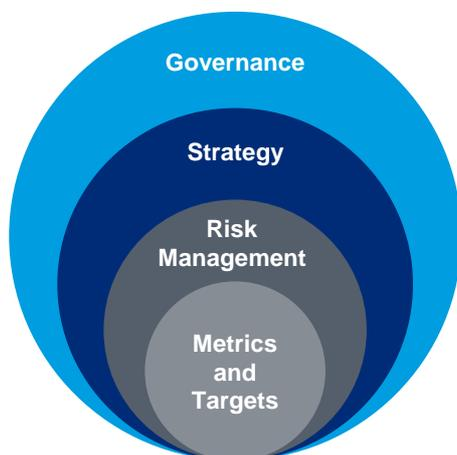 Governance
Strategy
Risk
Management
Metrics
and
Targets